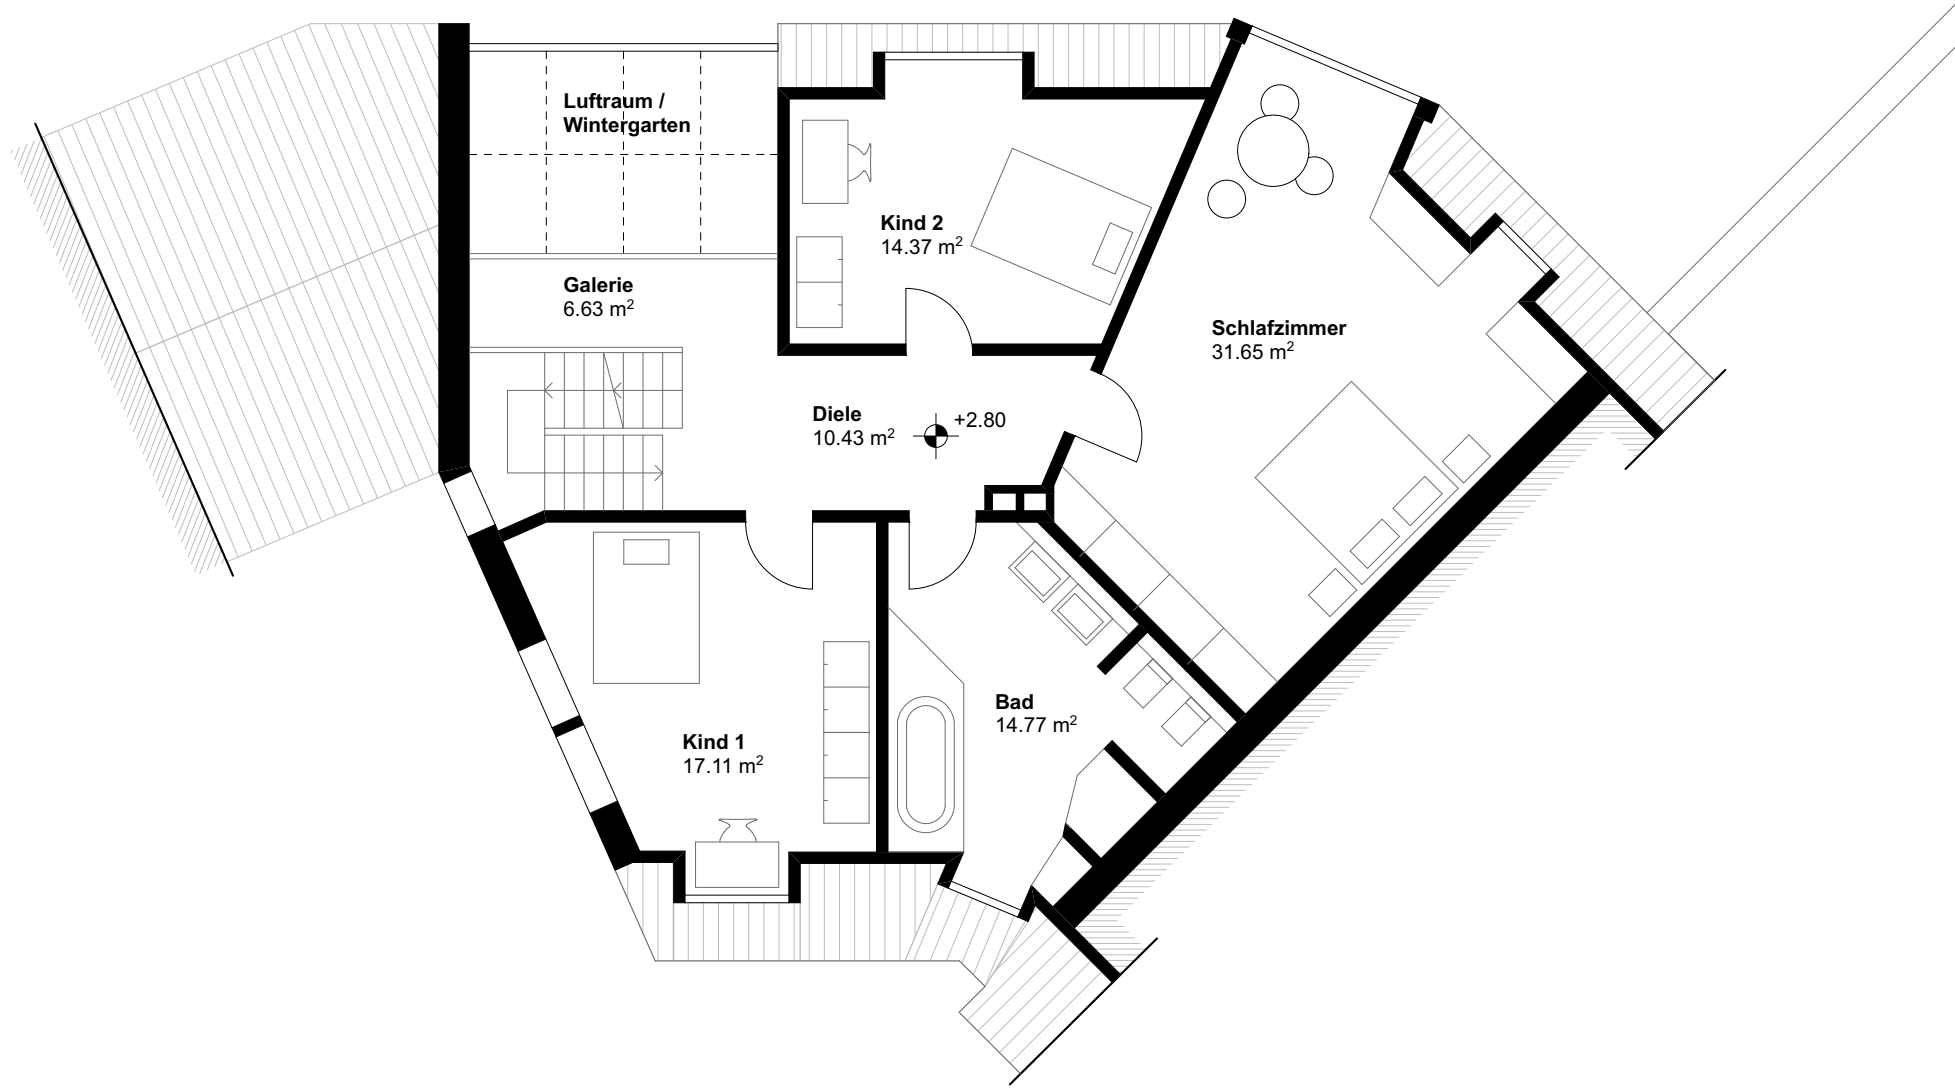 Luftraum /
Wintergarten
Kind 2
14.37 m²
Galerie
6.63 m²
Schlafzimmer
31.65 m²
Diele
10.43 m²
+2.80
Bad
14.77 m²
Kind 1
17.11 m²